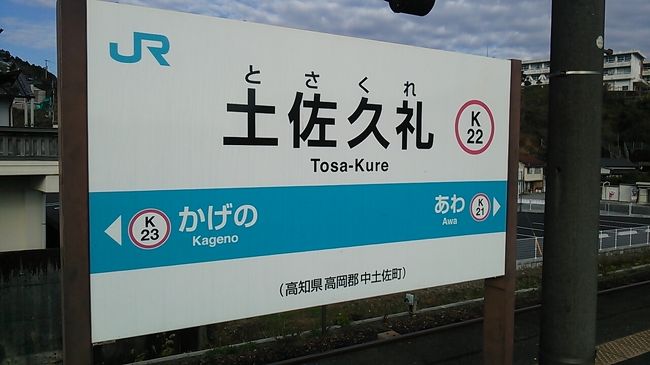 JR
とさくれ
土佐久礼
Tosa-Kure
K
22
K
23
かげの
Kageno
あわ
Awa
K
21
(高知県高岡郡中土佐町)